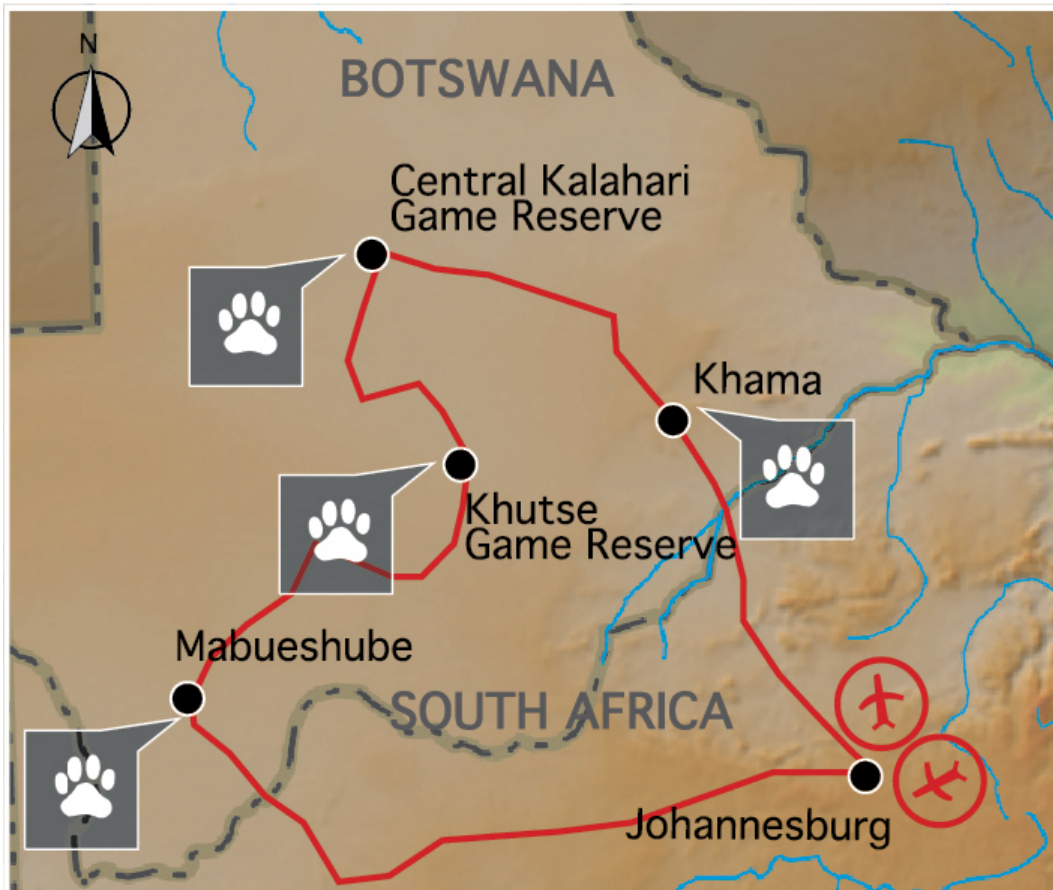 N
BOTSWANA
Central Kalahari
Game Reserve
Khama
Khutse
Game Reserve
Mabueshube
SOUTH AFRICA
Johannesburg